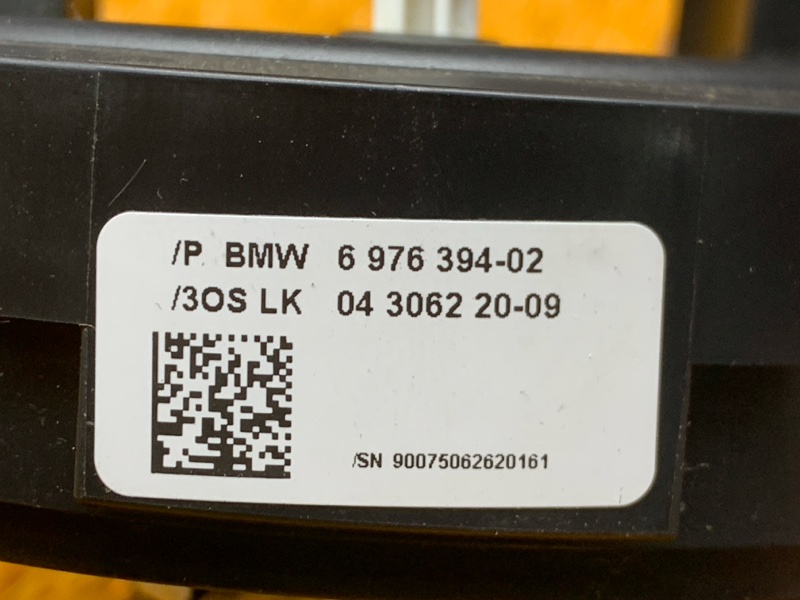 /P BMW 6 976 394-02
/3OS LK 04 3062 20-09
/SN 90075062620161